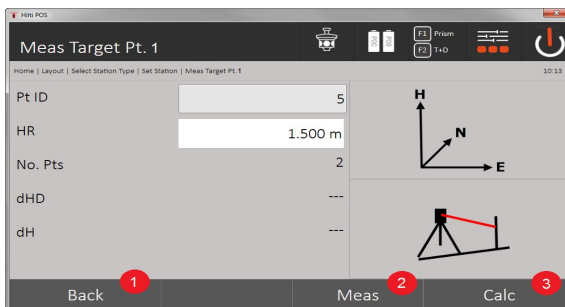 Hilti POS
Meas Target Pt. 1
POC
POS
F1 Prism
F2 T+D
Home | Layout | Select Station Type | Set Station | Meas Target Pt. 1
10:13
Pt ID
5
HR
1.500 m
No. Pts
2
dHD
---
dH
---
H
N
E
1
2
3
Back
Meas
Calc